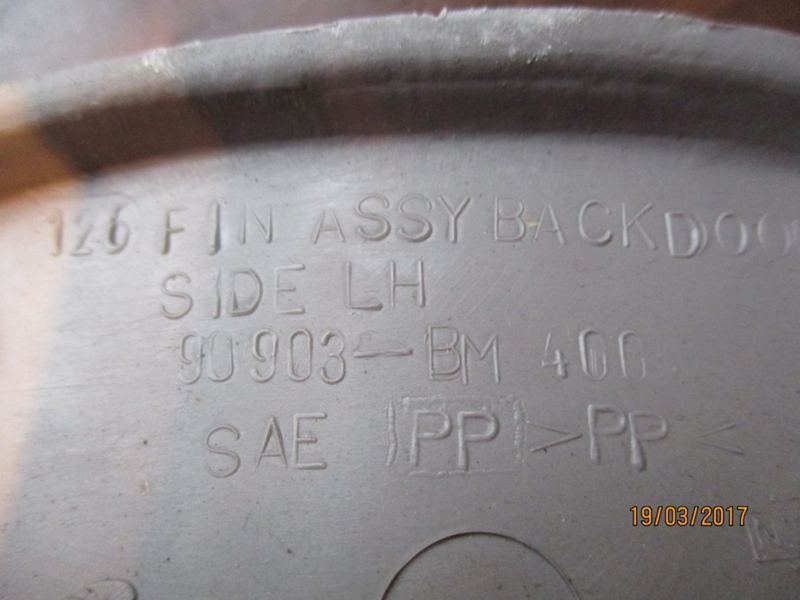 126 FIN ASSY BACKDOO
SIDE LH
90903-BM 400
SAE PP >PP<
19/03/2017